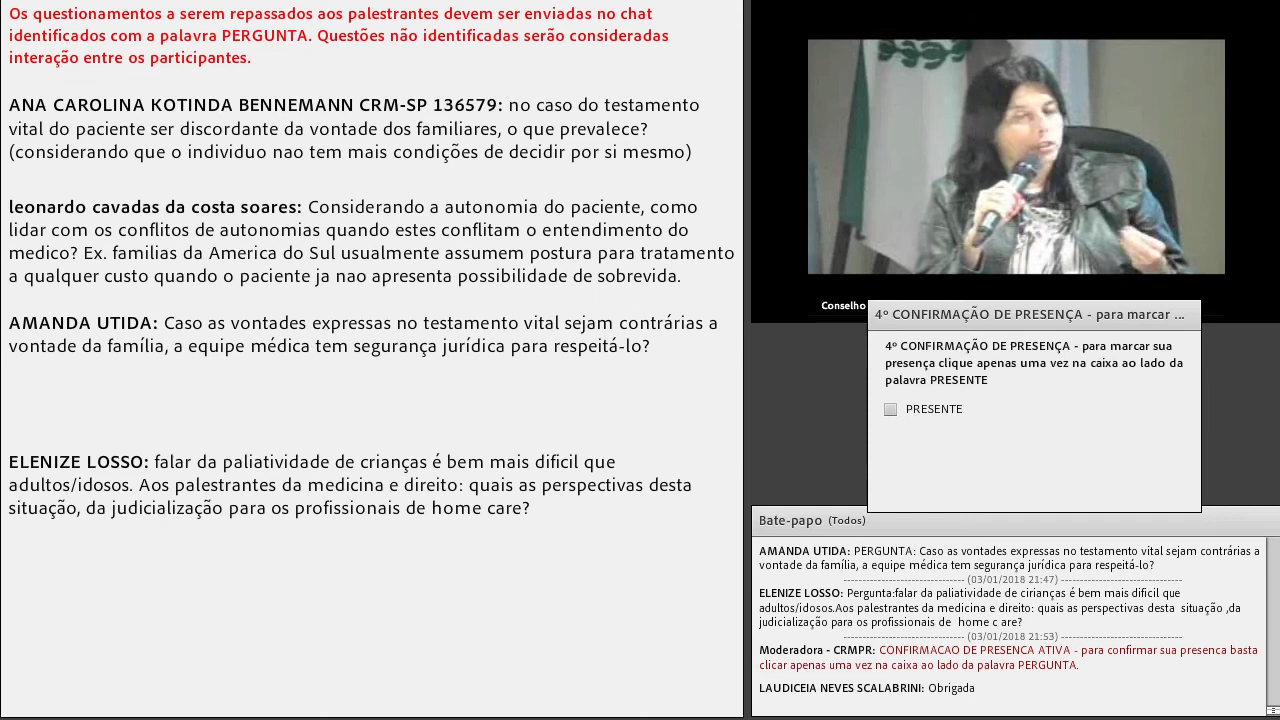 Os questionamentos a serem repassados aos palestrantes devem ser enviadas no chat
identificados com a palavra PERGUNTA. Questões não identificadas serão consideradas
interação entre os participantes.
ANA CAROLINA KOTINDA BENNEMANN CRM-SP 136579: no caso do testamento
vital do paciente ser discordante da vontade dos familiares, o que prevalece?
(considerando que o individuo nao tem mais condições de decidir por si mesmo)
leonardo cavadas da costa soares: Considerando a autonomia do paciente, como
lidar com os conflitos de autonomias quando estes conflitam o entendimento do
medico? Ex. familias da America do Sul usualmente assumem postura para tratamento
a qualquer custo quando o paciente ja nao apresenta possibilidade de sobrevida.
AMANDA UTIDA: Caso as vontades expressas no testamento vital sejam contrárias a
vontade da família, a equipe médica tem segurança jurídica para respeitá-lo?
ELENIZE LOSSO: falar da paliatividade de crianças é bem mais dificil que
adultos/idosos. Aos palestrantes da medicina e direito: quais as perspectivas desta
situação, da judicialização para os profissionais de home care?
Conselho
4º CONFIRMAÇÃO DE PRESENÇA - para marcar ...
4º CONFIRMAÇÃO DE PRESENÇA - para marcar sua
presença clique apenas uma vez na caixa ao lado da
palavra PRESENTE
PRESENTE
Bate-papo (Todos)
AMANDA UTIDA: PERGUNTA: Caso as vontades expressas no testamento vital sejam contrárias a
vontade da família, a equipe médica tem segurança jurídica para respeitá-lo?
-------------------------------- (03/01/2018 21:47) --------------------------------
ELENIZE LOSSO: Pergunta:falar da paliatividade de cirianças é bem mais dificil que
adultos/idosos.Aos palestrantes da medicina e direito: quais as perspectivas desta situação ,da
judicialização para os profissionais de home c are?
-------------------------------- (03/01/2018 21:53) --------------------------------
Moderadora - CRMPR: CONFIRMACAO DE PRESENCA ATIVA - para confirmar sua presenca basta
clicar apenas uma vez na caixa ao lado da palavra PERGUNTA.
LAUDICEIA NEVES SCALABRINI: Obrigada